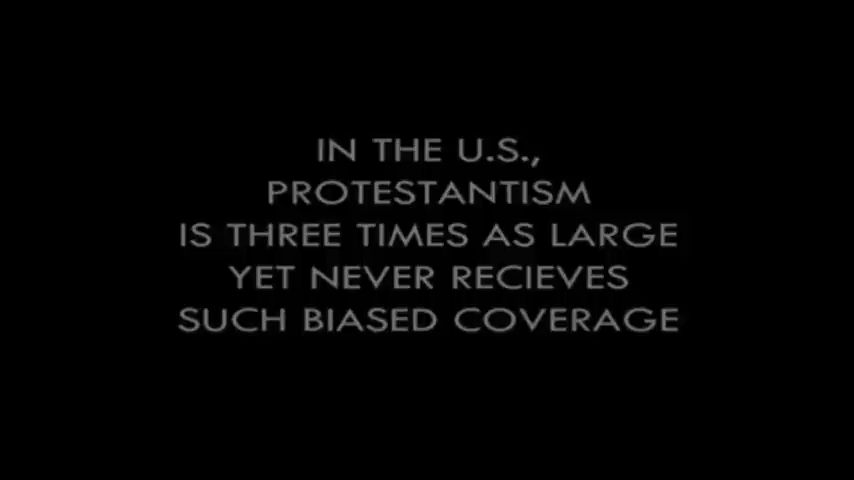 IN THE U.S.,
PROTESTANTISM
IS THREE TIMES AS LARGE
YET NEVER RECIEVES
SUCH BIASED COVERAGE